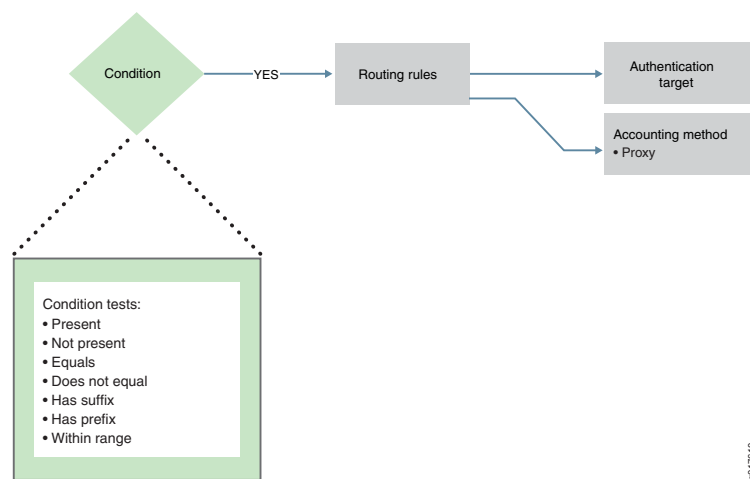 Condition
YES
Routing rules
Authentication
target
Accounting method
• Proxy
Condition tests:
• Present
• Not present
• Equals
• Does not equal
• Has suffix
• Has prefix
• Within range